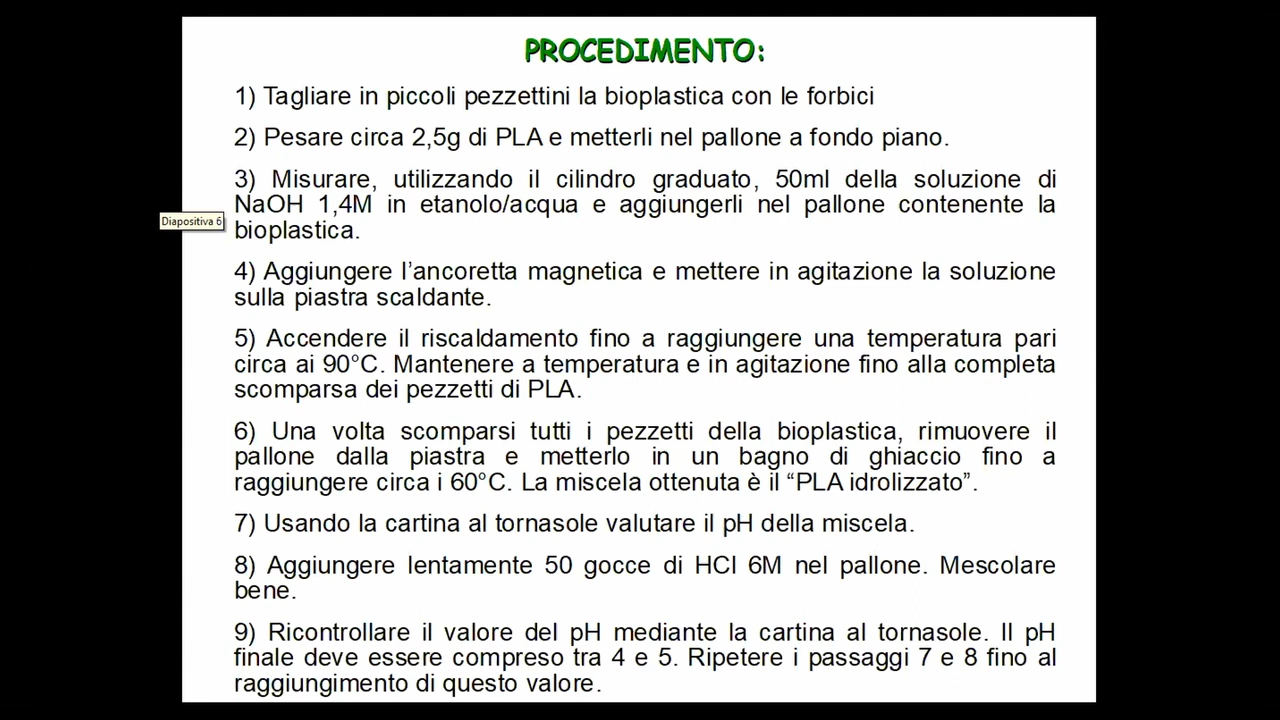 PROCEDIMENTO:
1) Tagliare in piccoli pezzettini la bioplastica con le forbici
2) Pesare circa 2,5g di PLA e metterli nel pallone a fondo piano.
3) Misurare, utilizzando il cilindro graduato, 50ml della soluzione di
NaOH 1,4M in etanolo/acqua e aggiungerli nel pallone contenente la
bioplastica.
Diapositiva 6
4) Aggiungere l’ancoretta magnetica e mettere in agitazione la soluzione
sulla piastra scaldante.
5) Accendere il riscaldamento fino a raggiungere una temperatura pari
circa ai 90°C. Mantenere a temperatura e in agitazione fino alla completa
scomparsa dei pezzetti di PLA.
6) Una volta scomparsi tutti i pezzetti della bioplastica, rimuovere il
pallone dalla piastra e metterlo in un bagno di ghiaccio fino a
raggiungere circa i 60°C. La miscela ottenuta è il “PLA idrolizzato”.
7) Usando la cartina al tornasole valutare il pH della miscela.
8) Aggiungere lentamente 50 gocce di HCl 6M nel pallone. Mescolare
bene.
9) Ricontrollare il valore del pH mediante la cartina al tornasole. Il pH
finale deve essere compreso tra 4 e 5. Ripetere i passaggi 7 e 8 fino al
raggiungimento di questo valore.